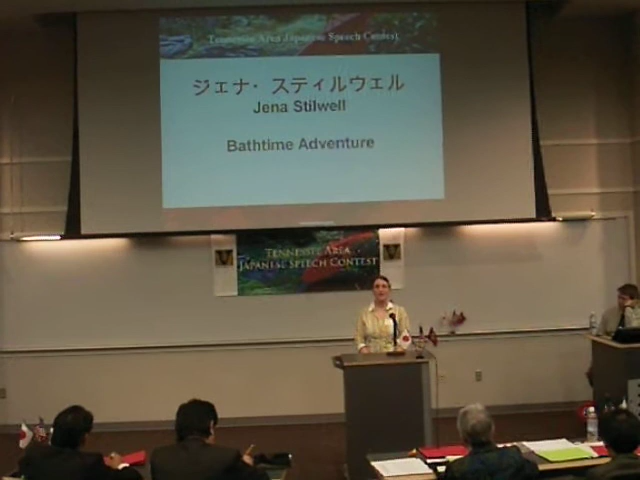 Tennessee Area Japanese Speech Contest
ジェナ・スティルウェル
Jena Stilwell
Bathtime Adventure
TENNESSEE AREA
JAPANESE SPEECH CONTEST